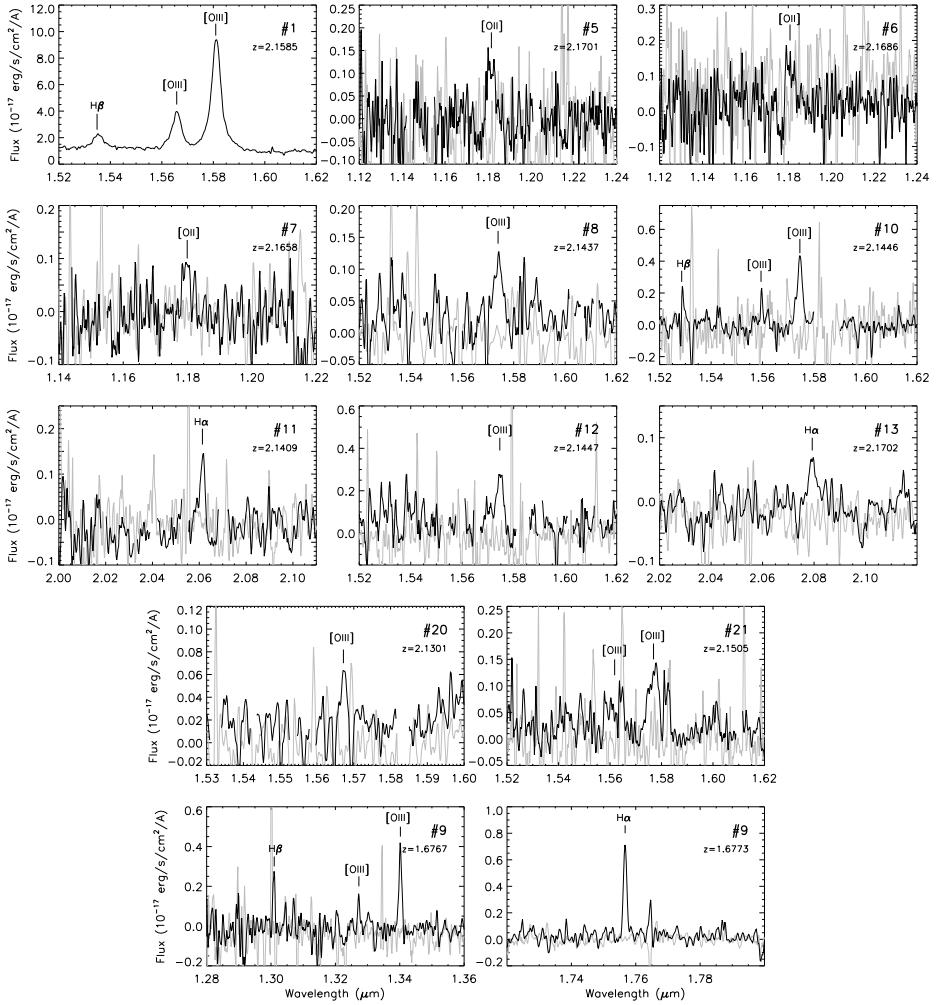 #1
z=2.1585
Hβ
[OIII]
[OIII]
12.0
10.0
8.0
6.0
4.0
2.0
0
1.52 1.54 1.56 1.58 1.60 1.62
Flux (10⁻¹⁷ erg/s/cm²/A)
#5
z=2.1701
[OII]
0.25
0.20
0.15
0.10
0.05
0.00
-0.05
-0.10
1.12 1.14 1.16 1.18 1.20 1.22 1.24
#6
z=2.1686
[OII]
0.3
0.2
0.1
0.0
-0.1
1.12 1.14 1.16 1.18 1.20 1.22 1.24
#7
z=2.1658
[OII]
0.2
0.1
0.0
-0.1
1.14 1.16 1.18 1.20 1.22
Flux (10⁻¹⁷ erg/s/cm²/A)
#8
z=2.1437
[OIII]
0.20
0.15
0.10
0.05
0.00
-0.05
1.52 1.54 1.56 1.58 1.60 1.62
#10
z=2.1446
Hβ
[OIII]
[OIII]
0.6
0.4
0.2
0.0
-0.2
1.52 1.54 1.56 1.58 1.60 1.62
#11
z=2.1409
Hα
0.2
0.1
0.0
-0.1
2.00 2.02 2.04 2.06 2.08 2.10
Flux (10⁻¹⁷ erg/s/cm²/A)
#12
z=2.1447
[OIII]
0.6
0.4
0.2
0.0
1.52 1.54 1.56 1.58 1.60 1.62
#13
z=2.1702
Hα
0.1
0.0
-0.1
2.02 2.04 2.06 2.08 2.10
#20
z=2.1301
[OIII]
0.12
0.10
0.08
0.06
0.04
0.02
0.00
-0.02
1.53 1.54 1.55 1.56 1.57 1.58 1.59 1.60
Flux (10⁻¹⁷ erg/s/cm²/A)
#21
z=2.1505
[OIII]
[OIII]
0.25
0.20
0.15
0.10
0.05
0.00
-0.05
1.52 1.54 1.56 1.58 1.60 1.62
#9
z=1.6767
Hβ
[OIII]
[OIII]
0.6
0.4
0.2
0.0
-0.2
1.28 1.30 1.32 1.34 1.36
Wavelength (μm)
Flux (10⁻¹⁷ erg/s/cm²/A)
#9
z=1.6773
Hα
1.0
0.8
0.6
0.4
0.2
0.0
-0.2
1.74 1.76 1.78
Wavelength (μm)